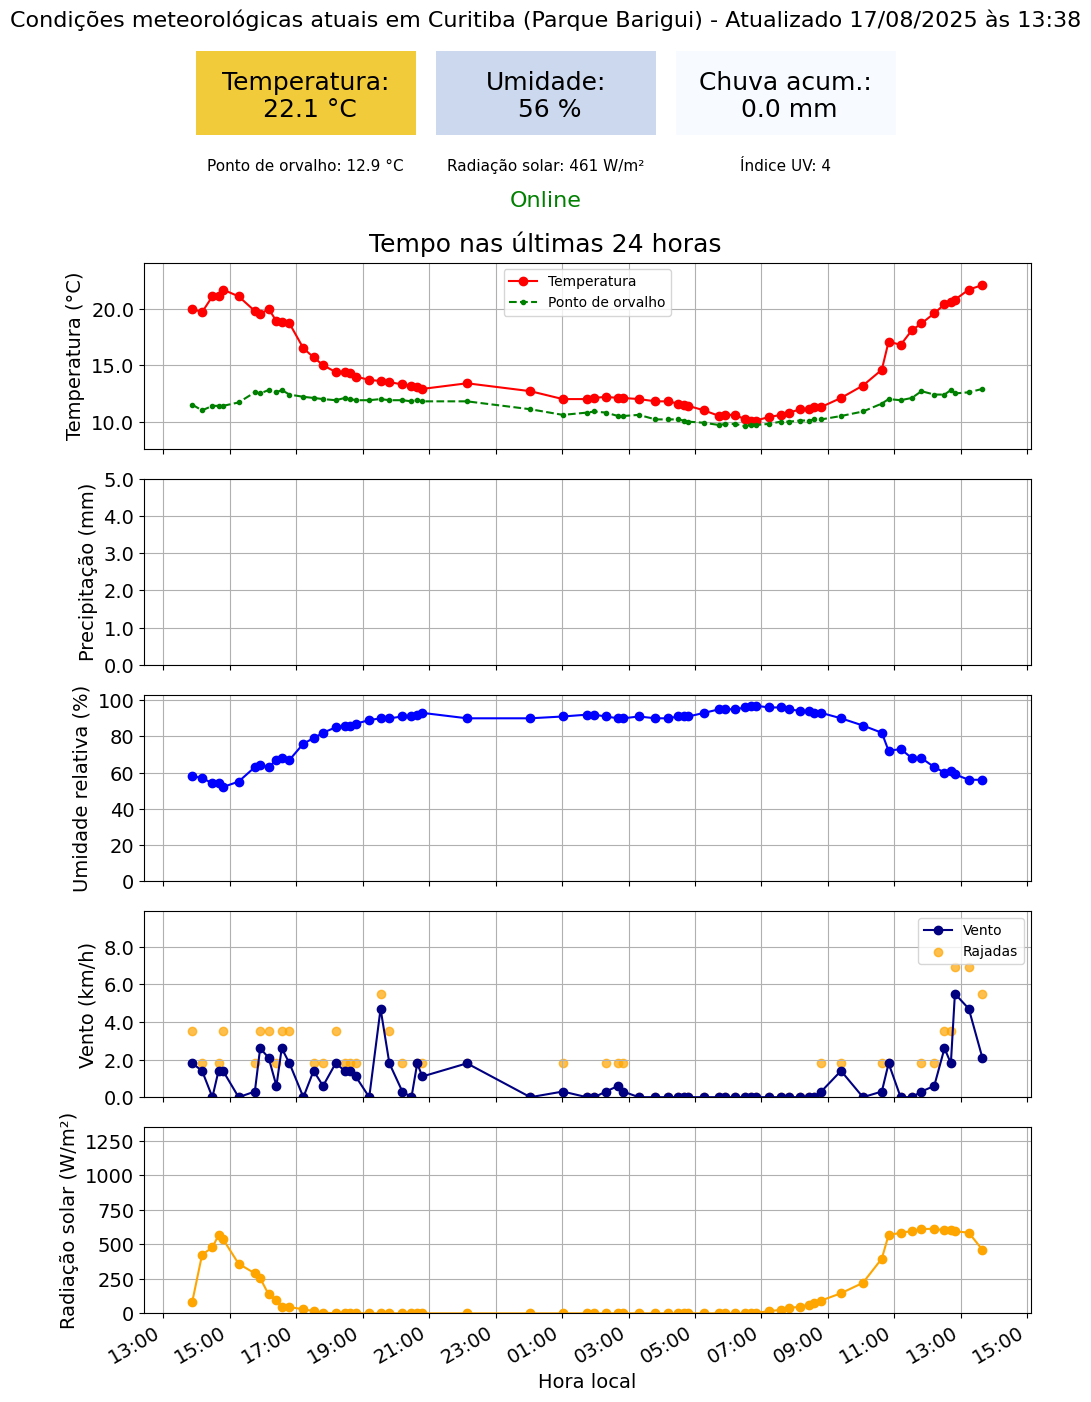 Condições meteorológicas atuais em Curitiba (Parque Barigui) - Atualizado 17/08/2025 às 13:38
Temperatura:
22.1 °C
Umidade:
56 %
Chuva acum.:
0.0 mm
Ponto de orvalho: 12.9 °C
Radiação solar: 461 W/m²
Índice UV: 4
Online
Tempo nas últimas 24 horas
Temperatura (°C)
20.0
15.0
10.0
Temperatura
Ponto de orvalho
Precipitação (mm)
5.0
4.0
3.0
2.0
1.0
0.0
Umidade relativa (%)
100
80
60
40
20
0
Vento (km/h)
8.0
6.0
4.0
2.0
0.0
Vento
Rajadas
Radiação solar (W/m²)
1250
1000
750
500
250
0
13:00
15:00
17:00
19:00
21:00
23:00
01:00
03:00
05:00
07:00
09:00
11:00
13:00
15:00
Hora local